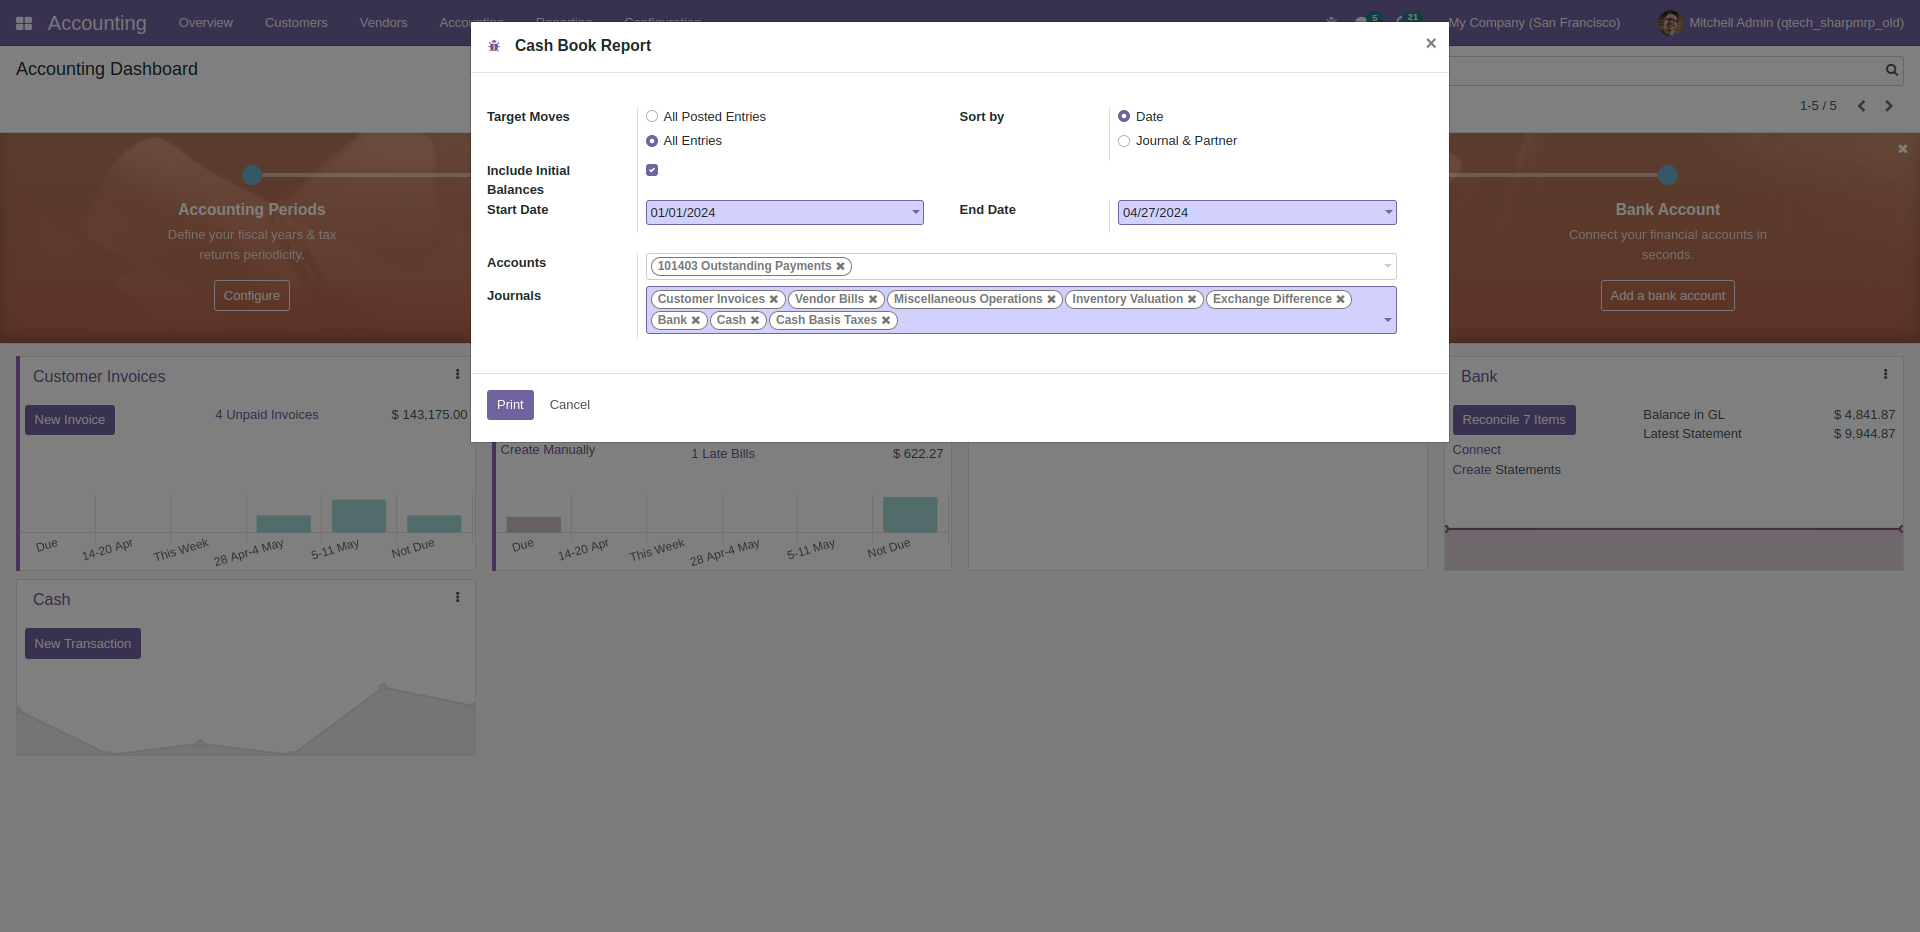 Accounting
Overview
Customers
Vendors
Accounting
Reporting
Configuration
5
21
My Company (San Francisco)
Mitchell Admin (qtech_sharpmrp_old)
Accounting Dashboard
1-5 / 5
Cash Book Report
×
Target Moves
All Posted Entries
All Entries
Sort by
Date
Journal & Partner
Include Initial
Balances
Start Date
01/01/2024
End Date
04/27/2024
Accounts
101403 Outstanding Payments ✖
Journals
Customer Invoices ✖ Vendor Bills ✖ Miscellaneous Operations ✖ Inventory Valuation ✖ Exchange Difference ✖
Bank ✖ Cash ✖ Cash Basis Taxes ✖
Print
Cancel
Accounting Periods
Define your fiscal years & tax
returns periodicity.
Configure
Bank Account
Connect your financial accounts in
seconds.
Add a bank account
Customer Invoices
New Invoice
4 Unpaid Invoices
$ 143,175.00
Due
14-20 Apr
This Week
28 Apr-4 May
5-11 May
Not Due
Create Manually
1 Late Bills
$ 622.27
Due
14-20 Apr
This Week
28 Apr-4 May
5-11 May
Not Due
Bank
Reconcile 7 Items
Balance in GL
$ 4,841.87
Latest Statement
$ 9,944.87
Connect
Create Statements
Cash
New Transaction